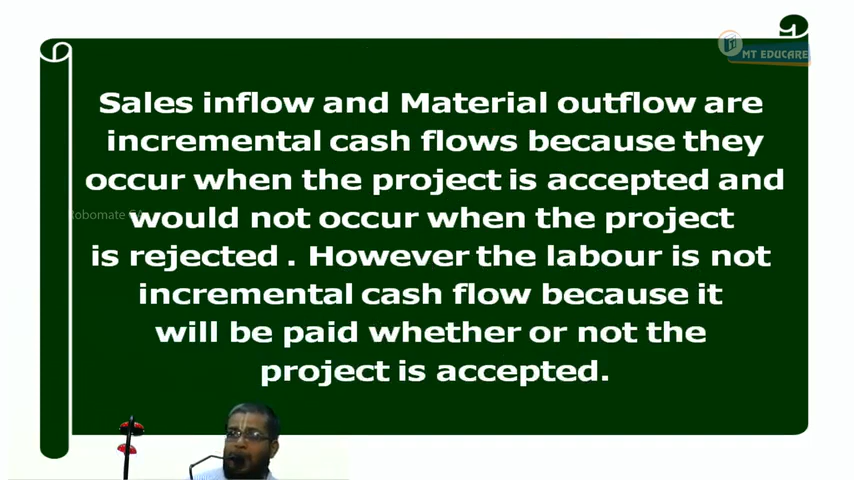 MT EDUCARE
Sales inflow and Material outflow are
incremental cash flows because they
occur when the project is accepted and
would not occur when the project
is rejected . However the labour is not
incremental cash flow because it
will be paid whether or not the
project is accepted.